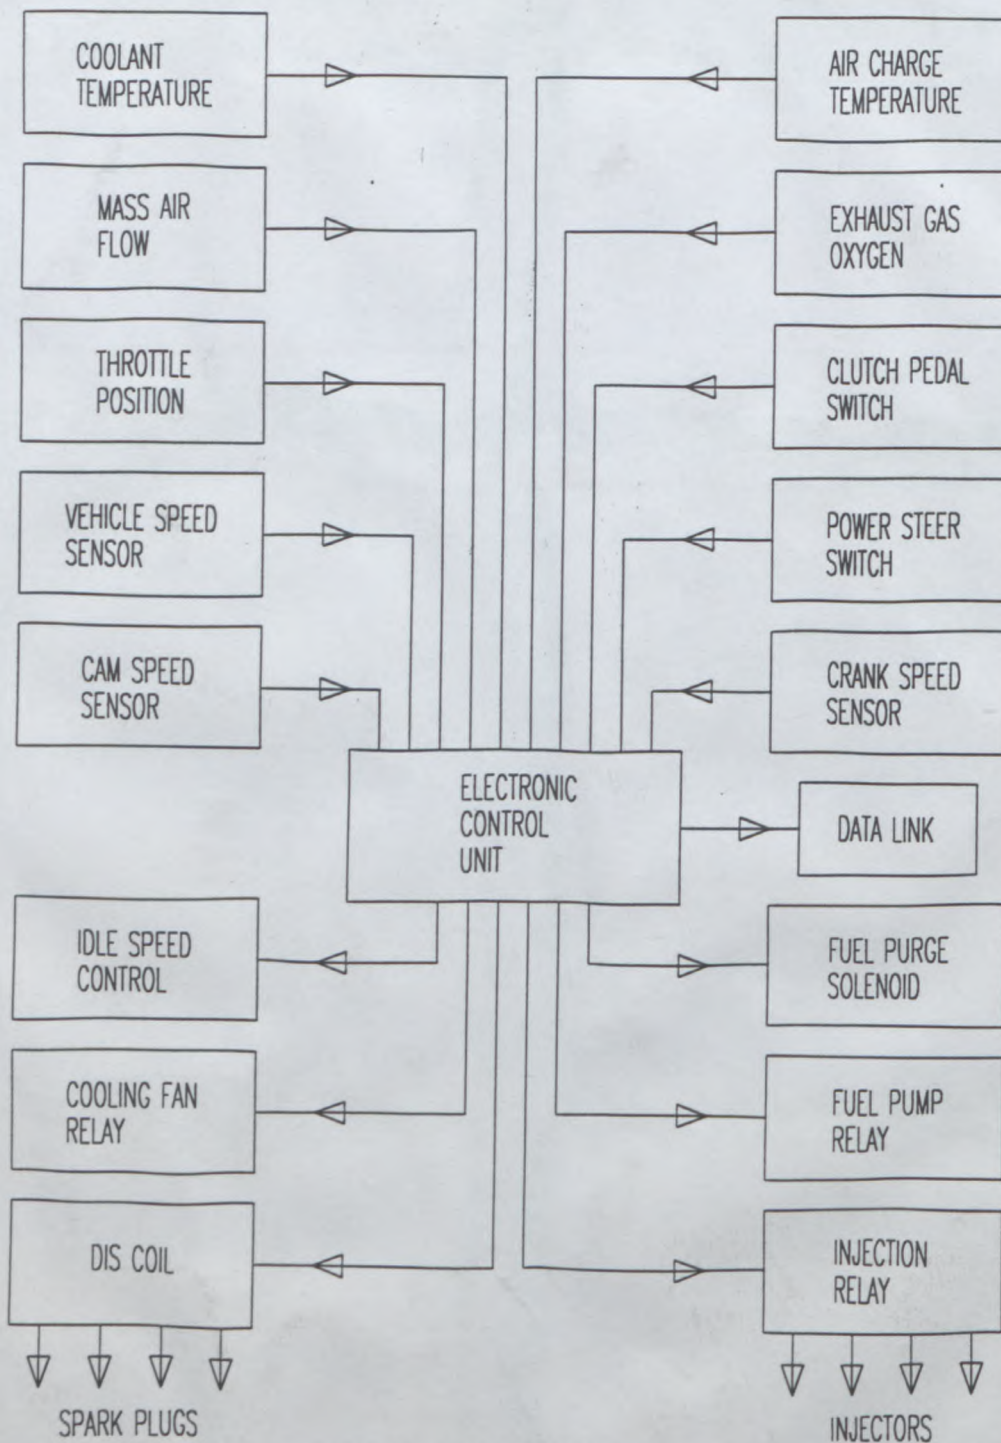 COOLANT
TEMPERATURE
AIR CHARGE
TEMPERATURE
MASS AIR
FLOW
EXHAUST GAS
OXYGEN
THROTTLE
POSITION
CLUTCH PEDAL
SWITCH
VEHICLE SPEED
SENSOR
POWER STEER
SWITCH
CAM SPEED
SENSOR
CRANK SPEED
SENSOR
ELECTRONIC
CONTROL
UNIT
DATA LINK
IDLE SPEED
CONTROL
FUEL PURGE
SOLENOID
COOLING FAN
RELAY
FUEL PUMP
RELAY
DIS COIL
INJECTION
RELAY
SPARK PLUGS
INJECTORS